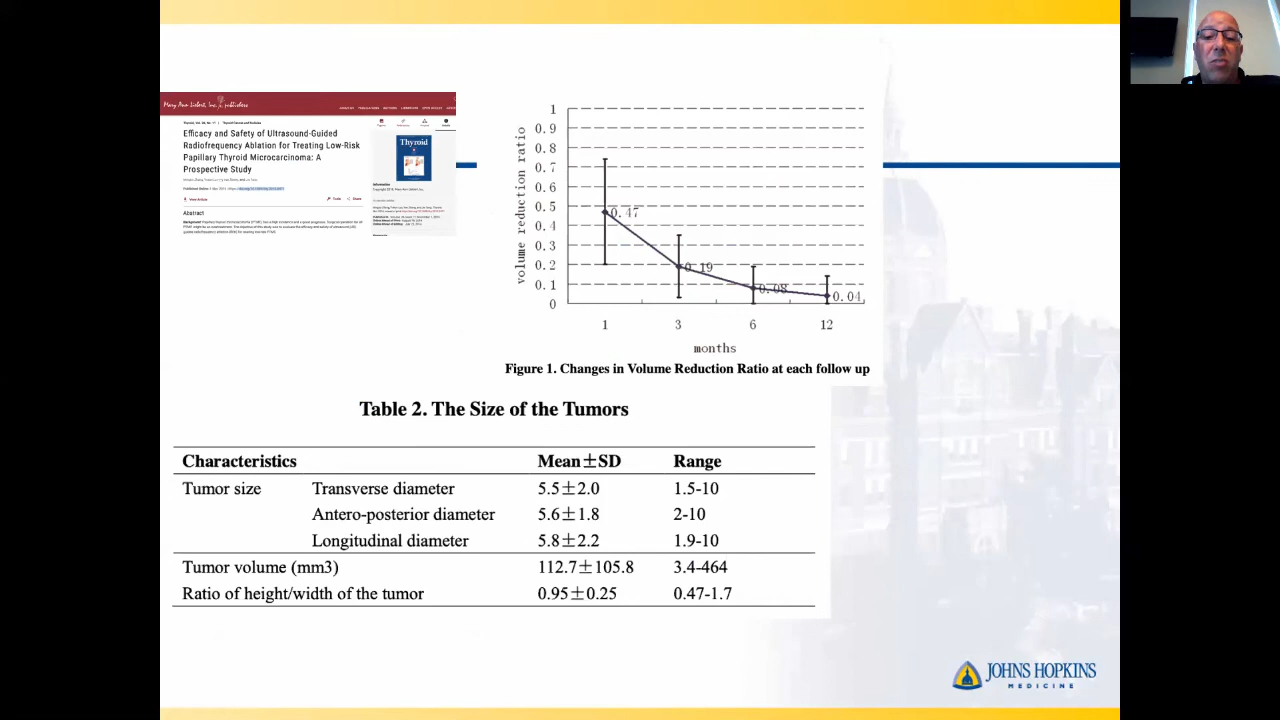 Mary Ann Liebert, Inc. publishers
Efficacy and Safety of Ultrasound-Guided
Radiofrequency Ablation for Treating Low-Risk
Papillary Thyroid Microcarcinoma: A
Prospective Study
View Article
Tools
Share
Abstract
Thyroid
Information
volume reduction ratio
1
0.9
0.8
0.7
0.6
0.5
0.4
0.3
0.2
0.1
0
0.47
0.19
0.08
0.04
1 3 6 12
months
Figure 1. Changes in Volume Reduction Ratio at each follow up
Table 2. The Size of the Tumors
Characteristics Mean±SD Range
Tumor size Transverse diameter 5.5±2.0 1.5-10
Antero-posterior diameter 5.6±1.8 2-10
Longitudinal diameter 5.8±2.2 1.9-10
Tumor volume (mm3) 112.7±105.8 3.4-464
Ratio of height/width of the tumor 0.95±0.25 0.47-1.7
JOHNS HOPKINS
MEDICINE